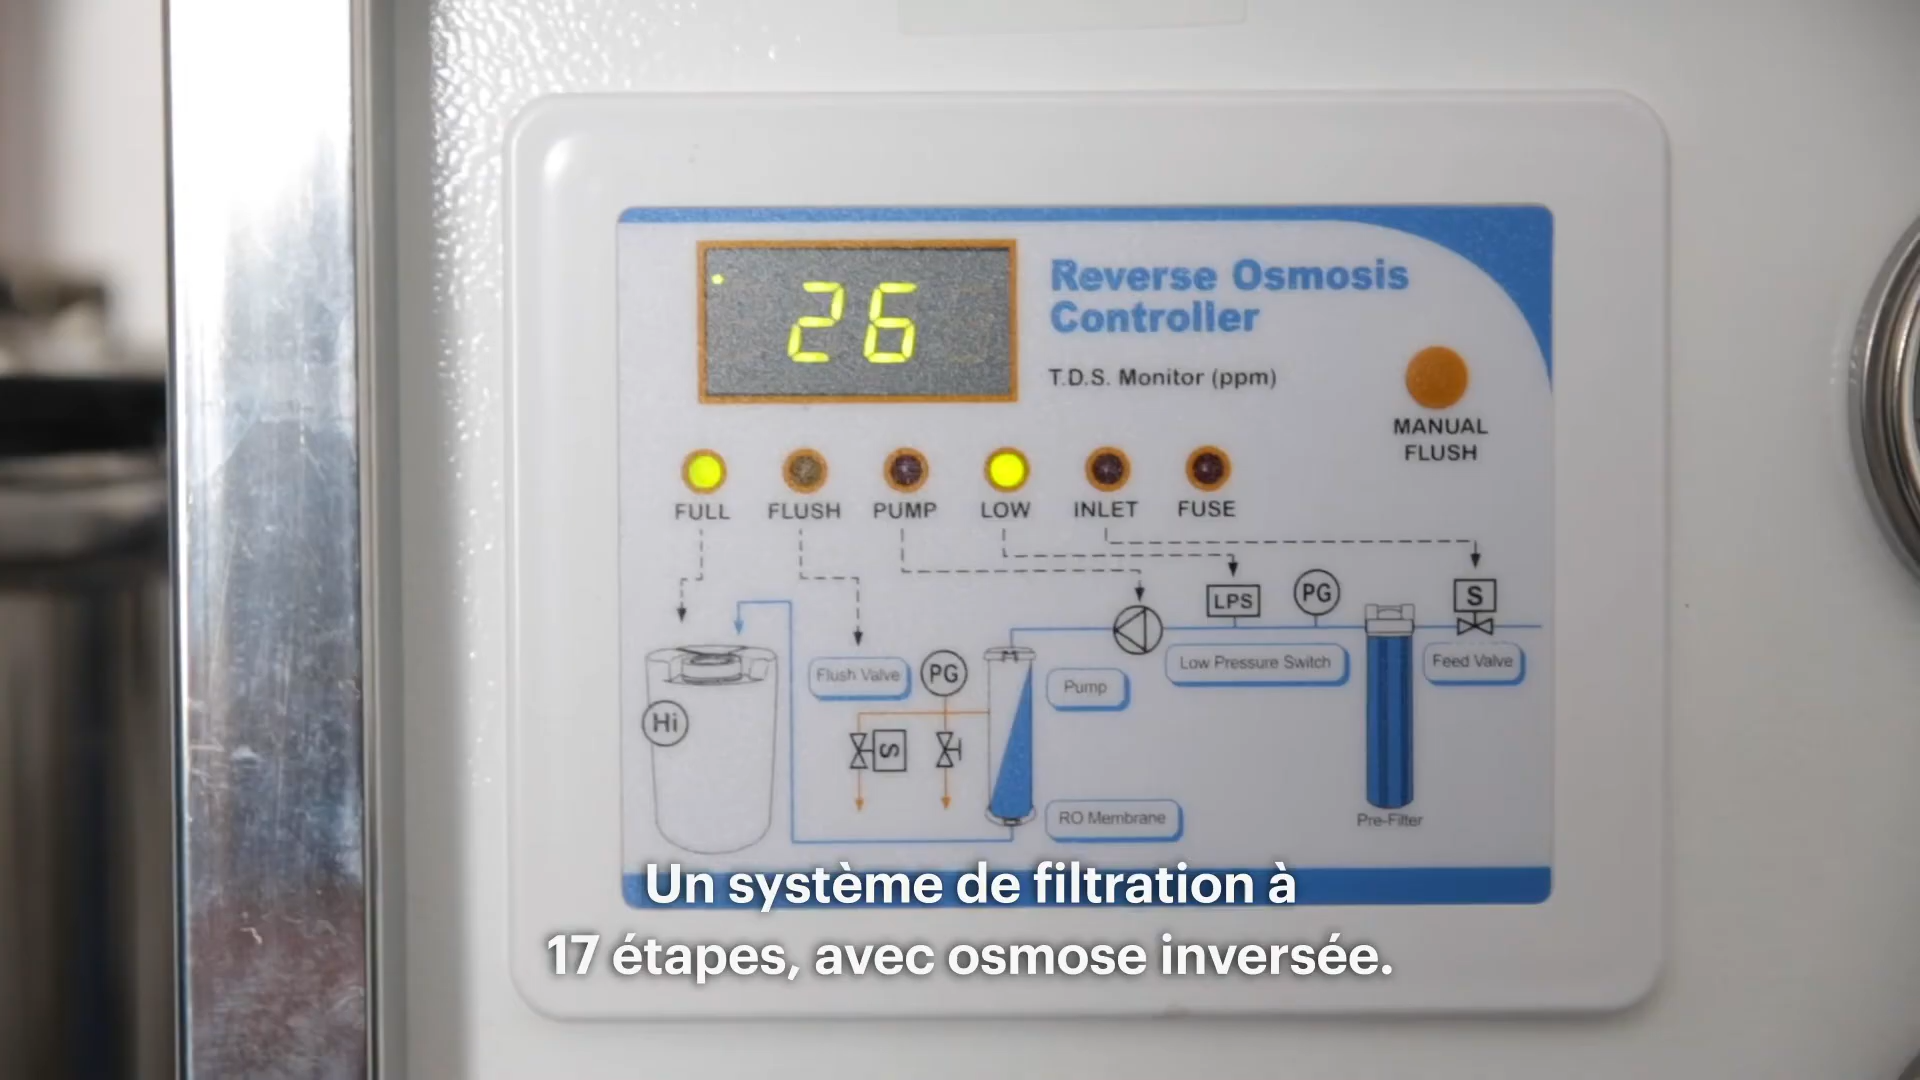 26
Reverse Osmosis
Controller
T.D.S. Monitor (ppm)
MANUAL
FLUSH
FULL FLUSH PUMP LOW INLET FUSE
LPS PG S
Flush Valve PG Pump Low Pressure Switch Feed Valve
Hi
S
RO Membrane Pre-Filter
Un système de filtration à
17 étapes, avec osmose inversée.